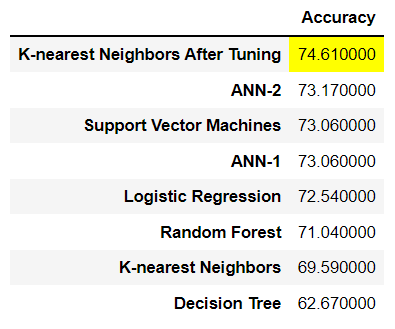 Accuracy
K-nearest Neighbors After Tuning 74.610000
ANN-2 73.170000
Support Vector Machines 73.060000
ANN-1 73.060000
Logistic Regression 72.540000
Random Forest 71.040000
K-nearest Neighbors 69.590000
Decision Tree 62.670000